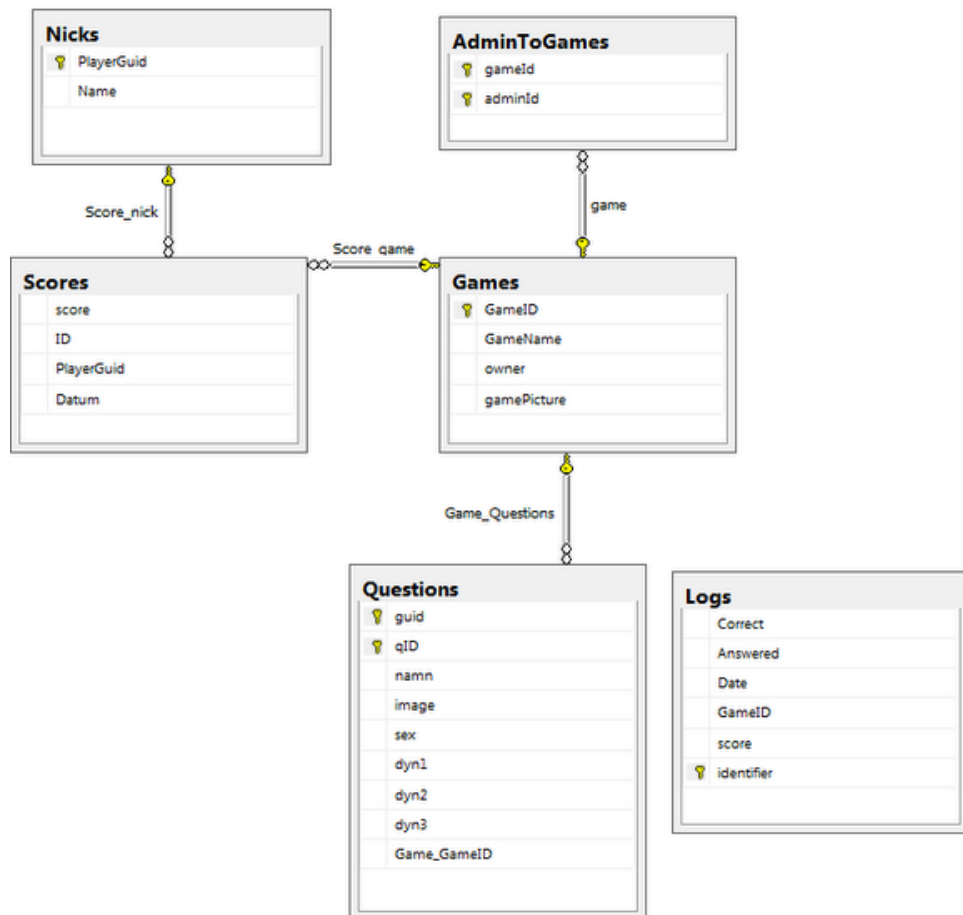 Nicks
PlayerGuid
Name
AdminToGames
gameId
adminId
Score_nick
game
Score_game
Scores
score
ID
PlayerGuid
Datum
Games
GameID
GameName
owner
gamePicture
Game_Questions
Questions
guid
qID
namn
image
sex
dyn1
dyn2
dyn3
Game_GameID
Logs
Correct
Answered
Date
GameID
score
identifier